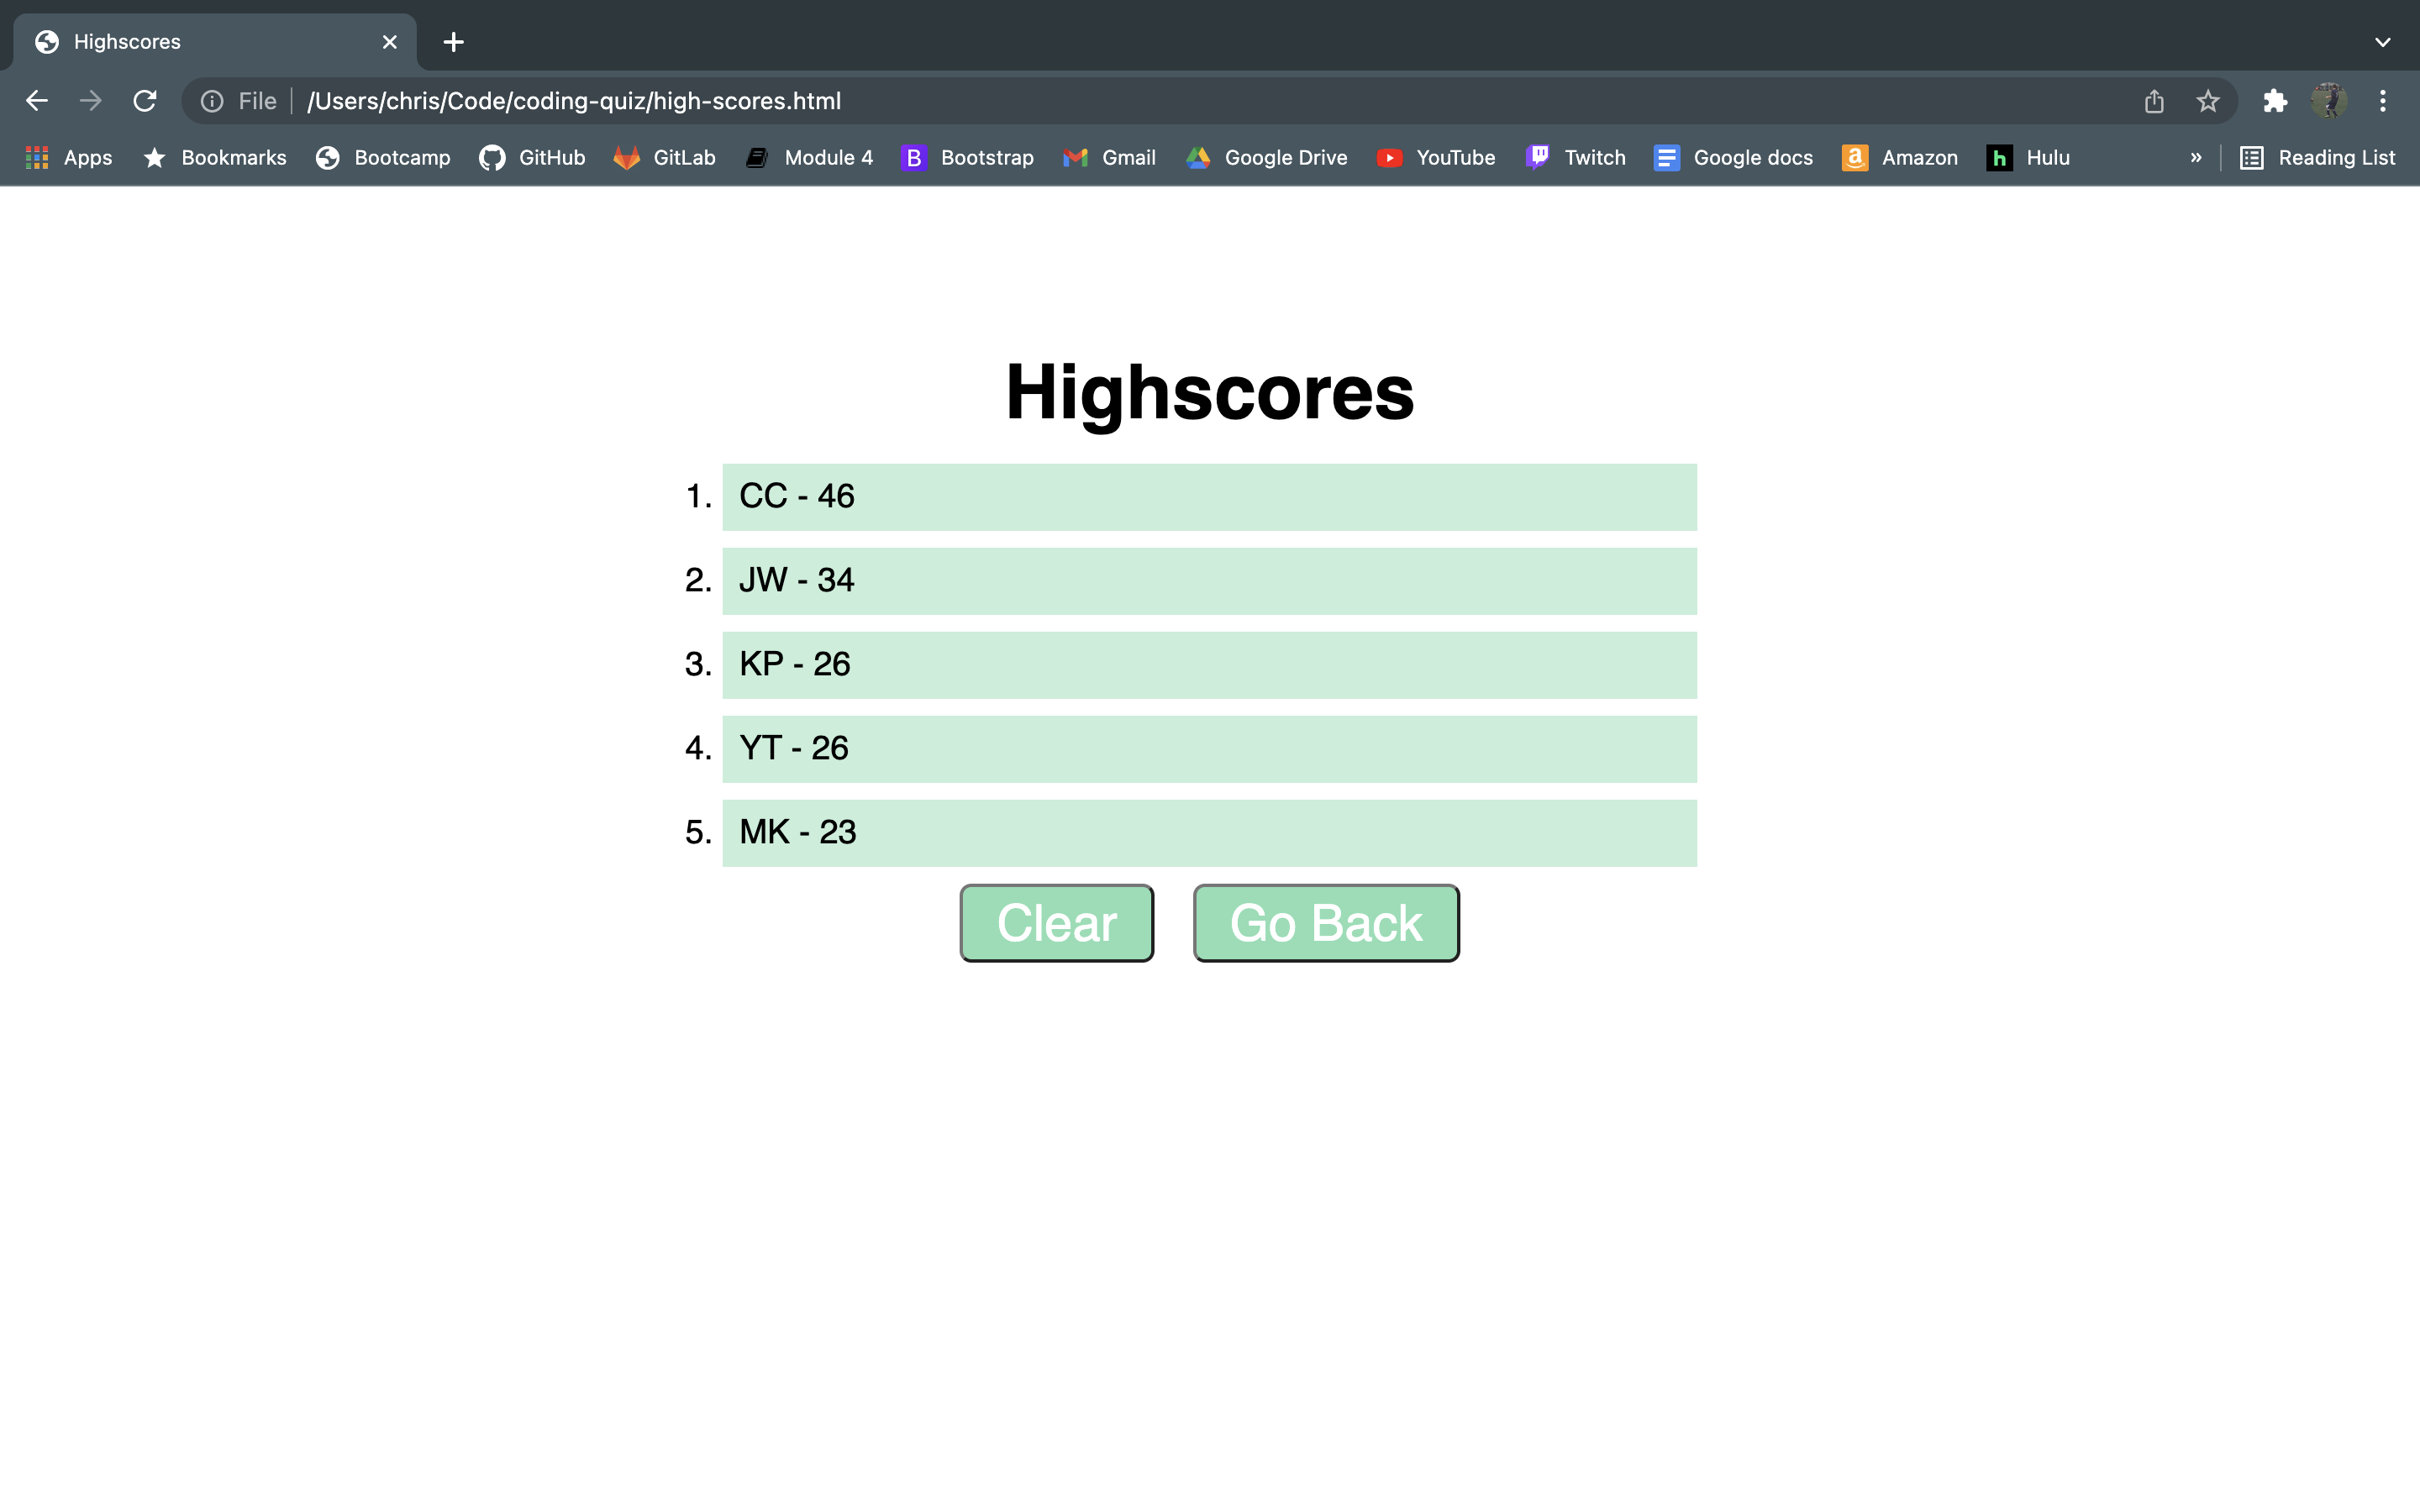 Highscores
File /Users/chris/Code/coding-quiz/high-scores.html
Apps Bookmarks Bootcamp GitHub GitLab Module 4 B Bootstrap Gmail Google Drive YouTube Twitch Google docs a Amazon h Hulu » Reading List
Highscores
1. CC - 46
2. JW - 34
3. KP - 26
4. YT - 26
5. MK - 23
Clear Go Back